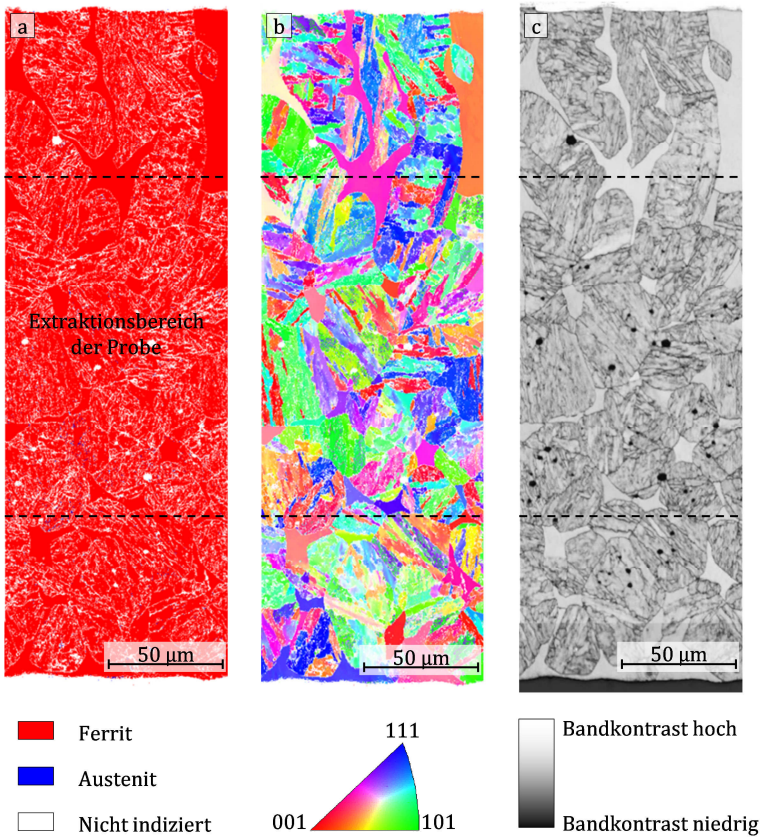 a
b
c
Extraktionsbereich
der Probe
50 µm
50 µm
50 µm
Ferrit
Austenit
Nicht indiziert
111
001
101
Bandkontrast hoch
Bandkontrast niedrig